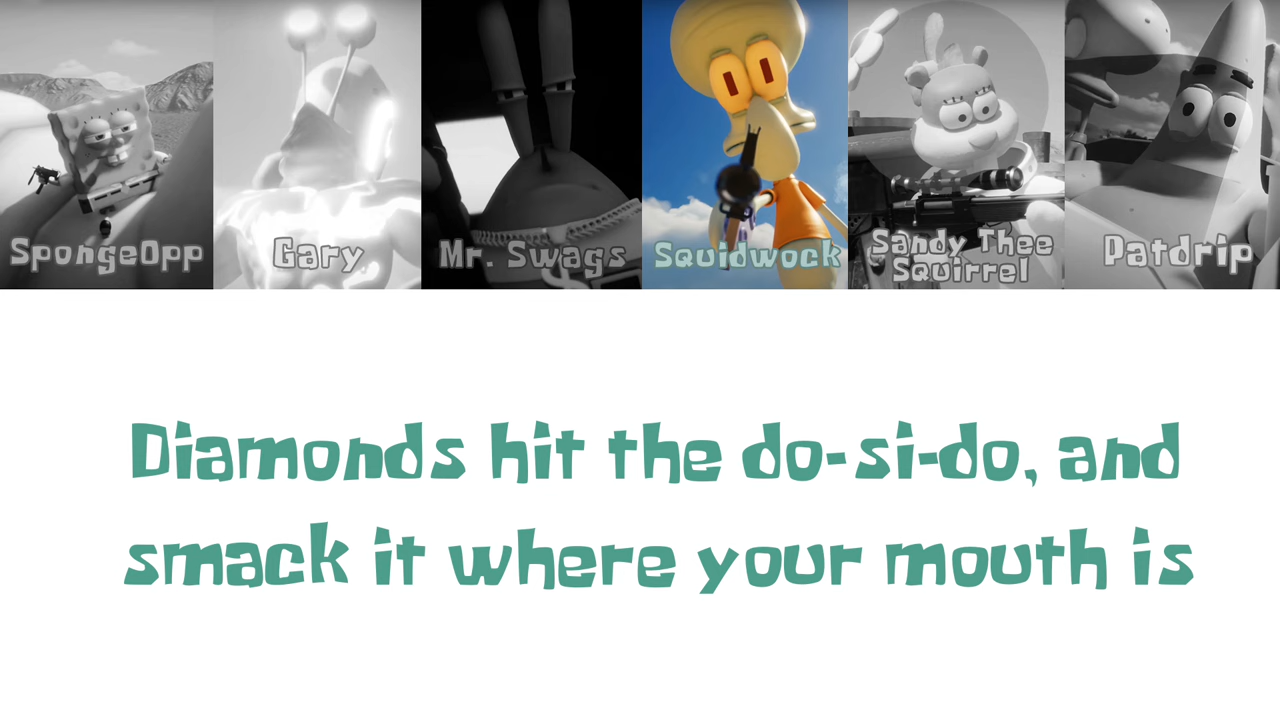 SpongeOpp
Gary
Mr. Swags
Squidwock
Sandy Thee
Squirrel
Patdrip
Diamonds hit the do-si-do, and
smack it where your mouth is